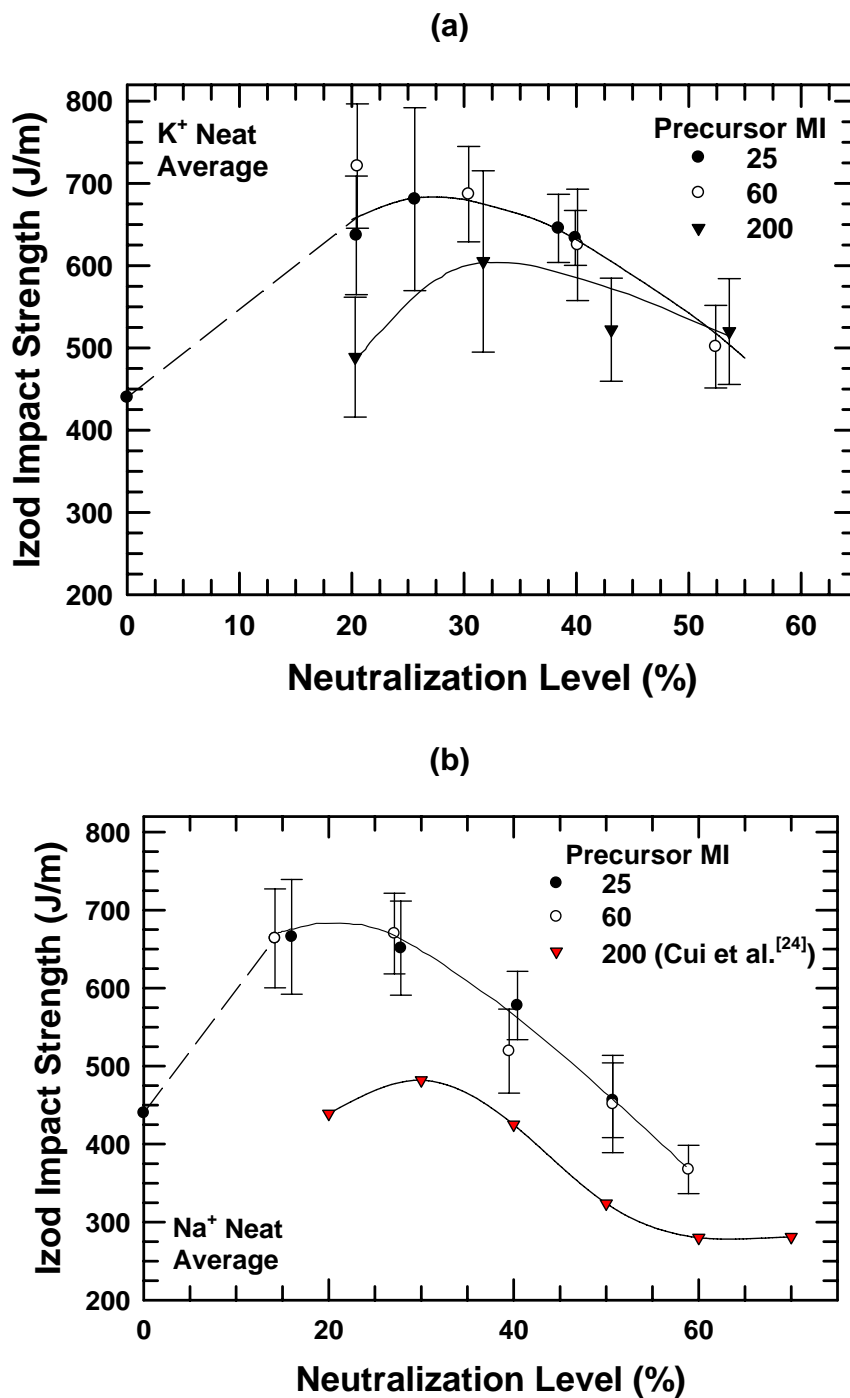 (a)
K+ Neat
Average
Precursor MI
25
60
200
800
700
600
500
400
300
200
Izod Impact Strength (J/m)
0 10 20 30 40 50 60
Neutralization Level (%)
(b)
Precursor MI
25
60
200 (Cui et al.[24])
800
700
600
500
400
300
200
Izod Impact Strength (J/m)
Na+ Neat
Average
0 20 40 60
Neutralization Level (%)